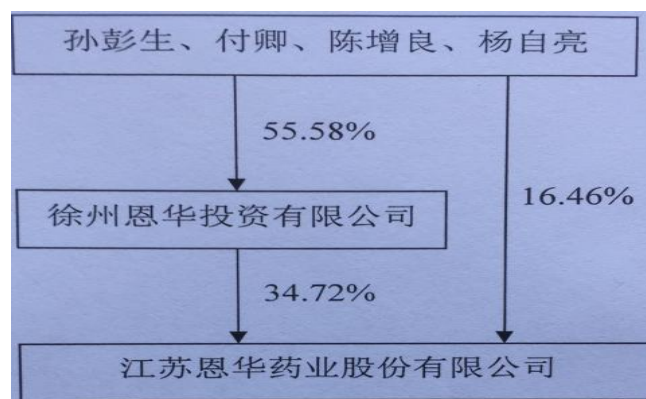 孙彭生、付卿、陈增良、杨自亮
55.58%
16.46%
徐州恩华投资有限公司
34.72%
江苏恩华药业股份有限公司